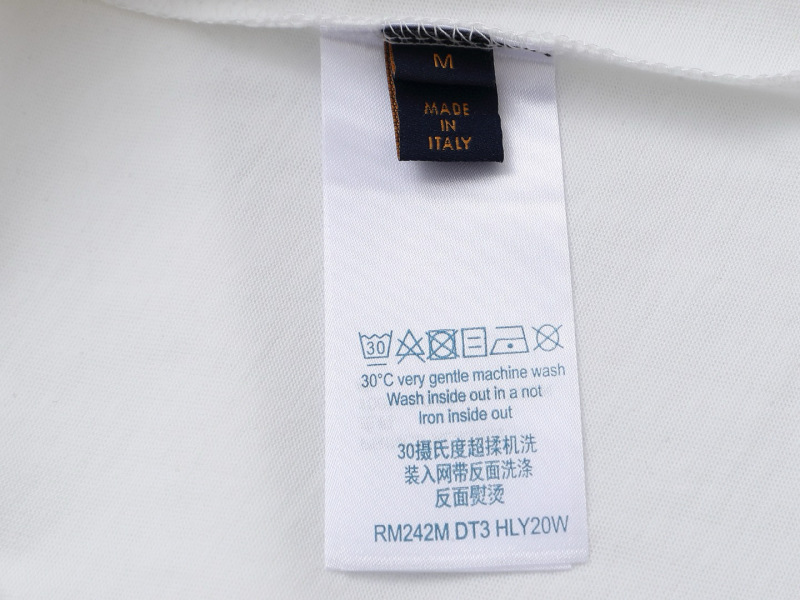 M
MADE
IN
ITALY
30
30°C very gentle machine wash
Wash inside out in a not
Iron inside out
30摄氏度超揉机洗
装入网带反面洗涤
反面熨烫
RM242M DT3 HLY20W